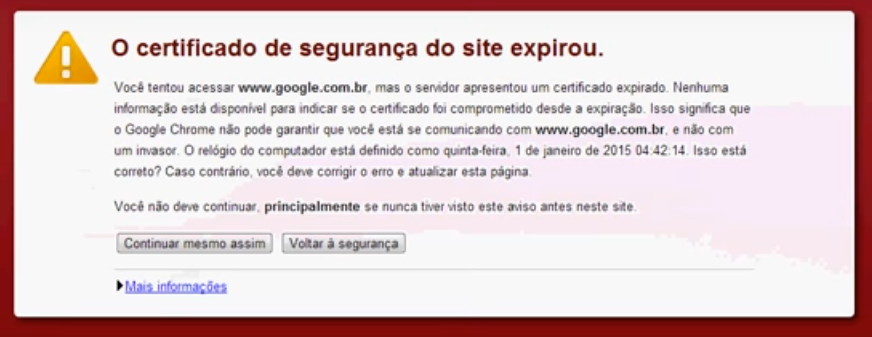 O certificado de segurança do site expirou.
Você tentou acessar www.google.com.br, mas o servidor apresentou um certificado expirado. Nenhuma
informação está disponível para indicar se o certificado foi comprometido desde a expiração. Isso significa que
o Google Chrome não pode garantir que você está se comunicando com www.google.com.br, e não com
um invasor. O relógio do computador está definido como quinta-feira, 1 de janeiro de 2015 04:42:14. Isso está
correto? Caso contrário, você deve corrigir o erro e atualizar esta página.
Você não deve continuar, principalmente se nunca tiver visto este aviso antes neste site.
Continuar mesmo assim Voltar à segurança
Mais informações